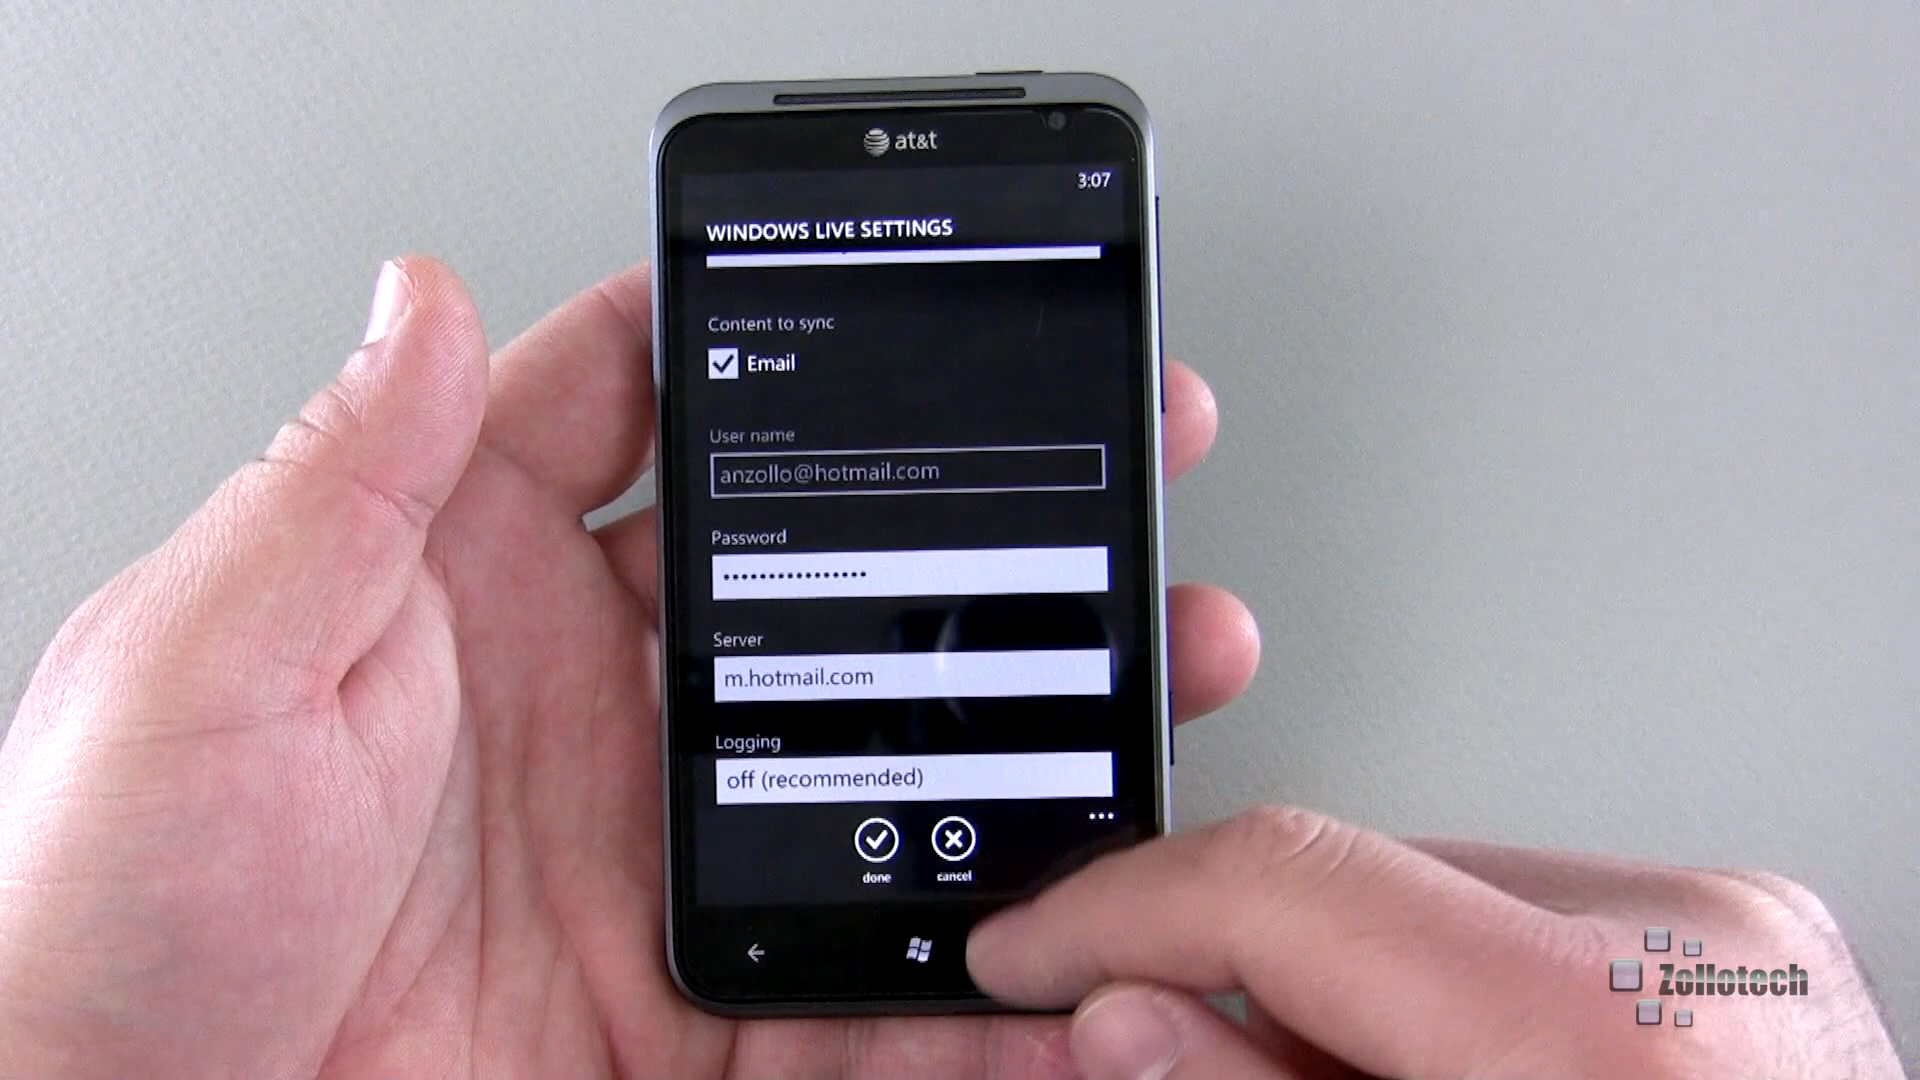 at&t
3:07
WINDOWS LIVE SETTINGS
Content to sync
Email
User name
anzollo@hotmail.com
Password
••••••••••••••••
Server
m.hotmail.com
Logging
off (recommended)
done cancel
Zollotech